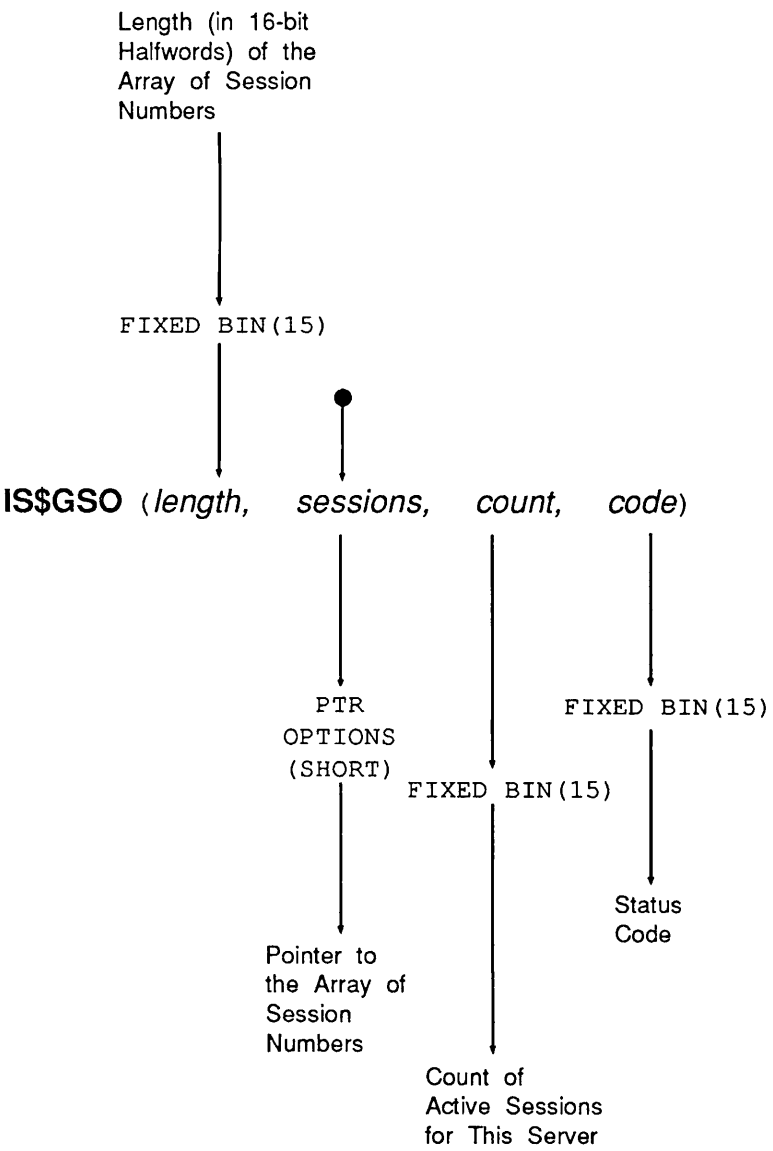 Length (in 16-bit
Halfwords) of the
Array of Session
Numbers
FIXED BIN(15)
IS$GSO (length, sessions, count, code)
PTR
OPTIONS
(SHORT)
FIXED BIN(15)
FIXED BIN(15)
Status
Code
Pointer to
the Array of
Session
Numbers
Count of
Active Sessions
for This Server